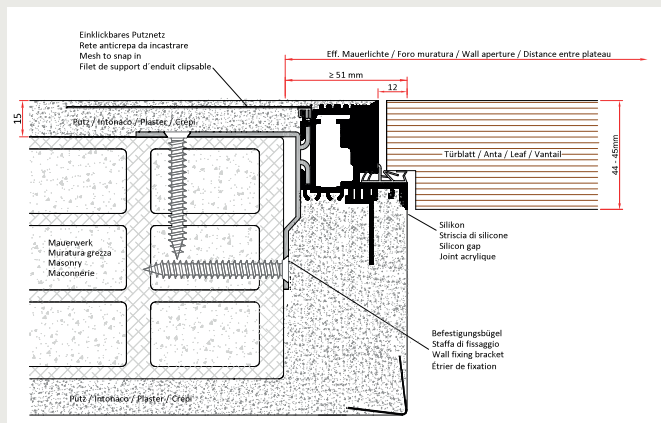 Einklickbares Putznetz
Rete anticrepa da incastrare
Mesh to snap in
Filet de support d´enduit clipsable
Eff. Mauerlichte / Foro muratura / Wall aperture / Distance entre plateau
≥ 51 mm
12
15
Putz / Intonaco / Plaster / Crépi
Türblatt / Anta / Leaf / Vantail
44 - 45mm
Mauerwerk
Muratura grezza
Masonry
Maconnerie
Silikon
Striscia di silicone
Silicon gap
Joint acrylique
Befestigungsbügel
Staffa di fissaggio
Wall fixing bracket
Étrier de fixation
Putz / Intonaco / Plaster / Crépi